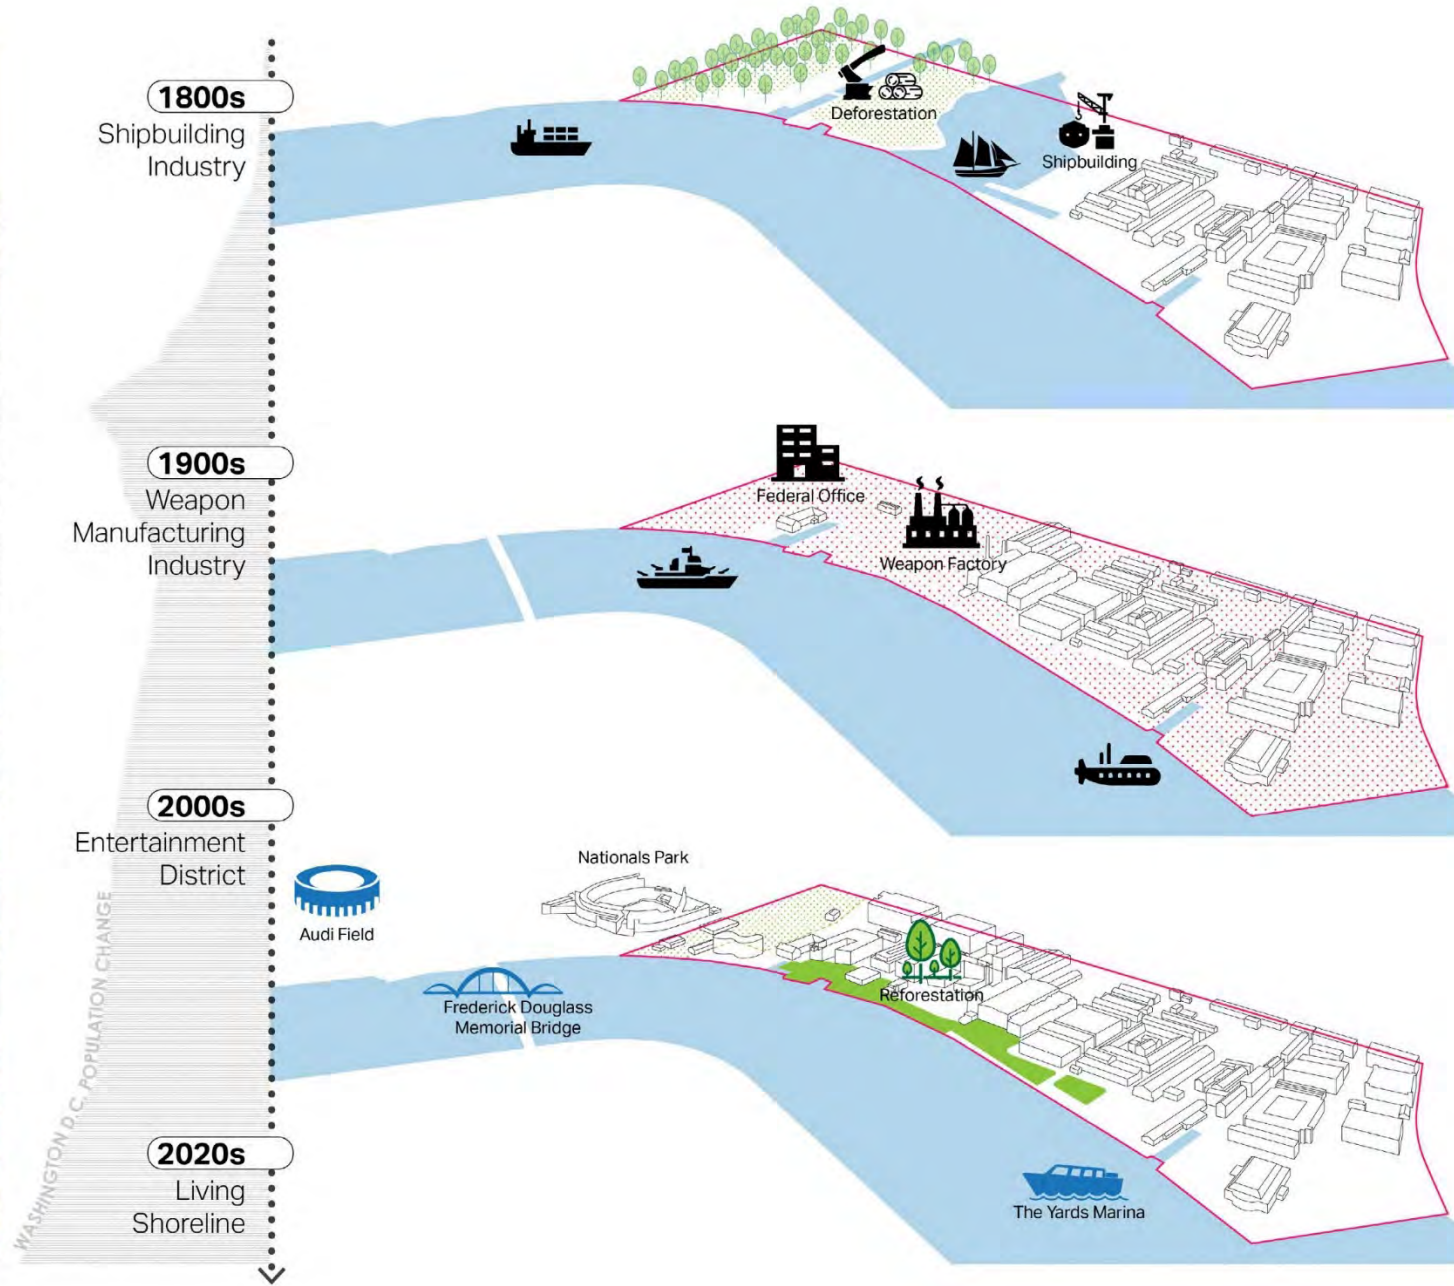 1800s
Shipbuilding
Industry
Deforestation
Shipbuilding
1900s
Weapon
Manufacturing
Industry
Federal Office
Weapon Factory
2000s
Entertainment
District
Audi Field
Nationals Park
Frederick Douglass
Memorial Bridge
Reforestation
The Yards Marina
WASHINGTON D.C. POPULATION CHANGE
2020s
Living
Shoreline